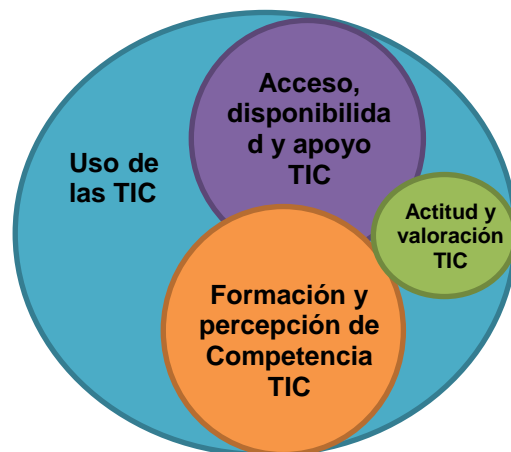 Acceso,
disponibilida
d y apoyo
TIC
Uso de
las TIC
Actitud y
valoración
TIC
Formación y
percepción de
Competencia
TIC